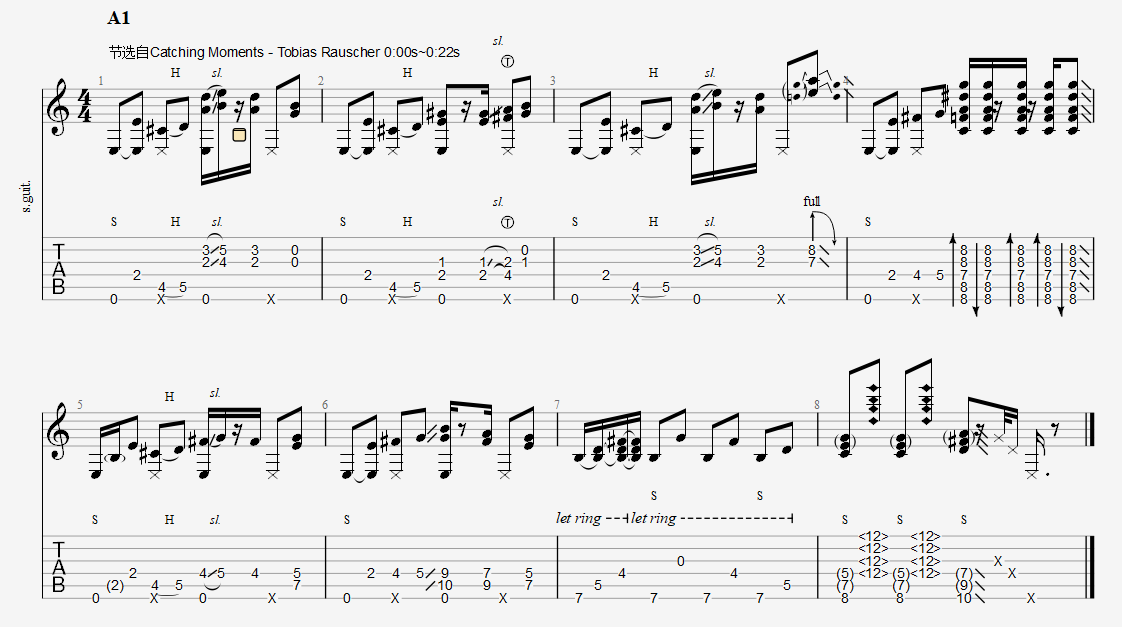 A1
节选自Catching Moments - Tobias Rauscher 0:00s~0:22s
sl.
T
1 H sl. 2 H 3 H sl. 4
4
4
s.guit.
sl. full
S H sl. S H T S H sl. S
T 3 5 3 0 1 1 2 0 3 5 3 8 8 8 8 8 8
A 2 4 2 0 2 2 2 4 1 2 4 2 7 8 8 8 8 8
B 2 4 5 4 5 2 4 5 2 4 5 7 7 7 7 7
0 X 0 X 0 X 0 X 0 X 0 X 0 X 8 8 8 8 8
5 H sl. 6 7 8
S S
let ring let ring
S H sl. S S S S
T <12> <12>
A 0 <12> <12> X
B 2 4 5 4 5 2 4 5 9 7 5 4 4 (5) <12> (5) <12> (7) X
(2) 4 5 7 10 9 7 5 5 (7) (7) (9)
0 X 0 X 0 X 0 X 7 7 7 7 8 8 10 X